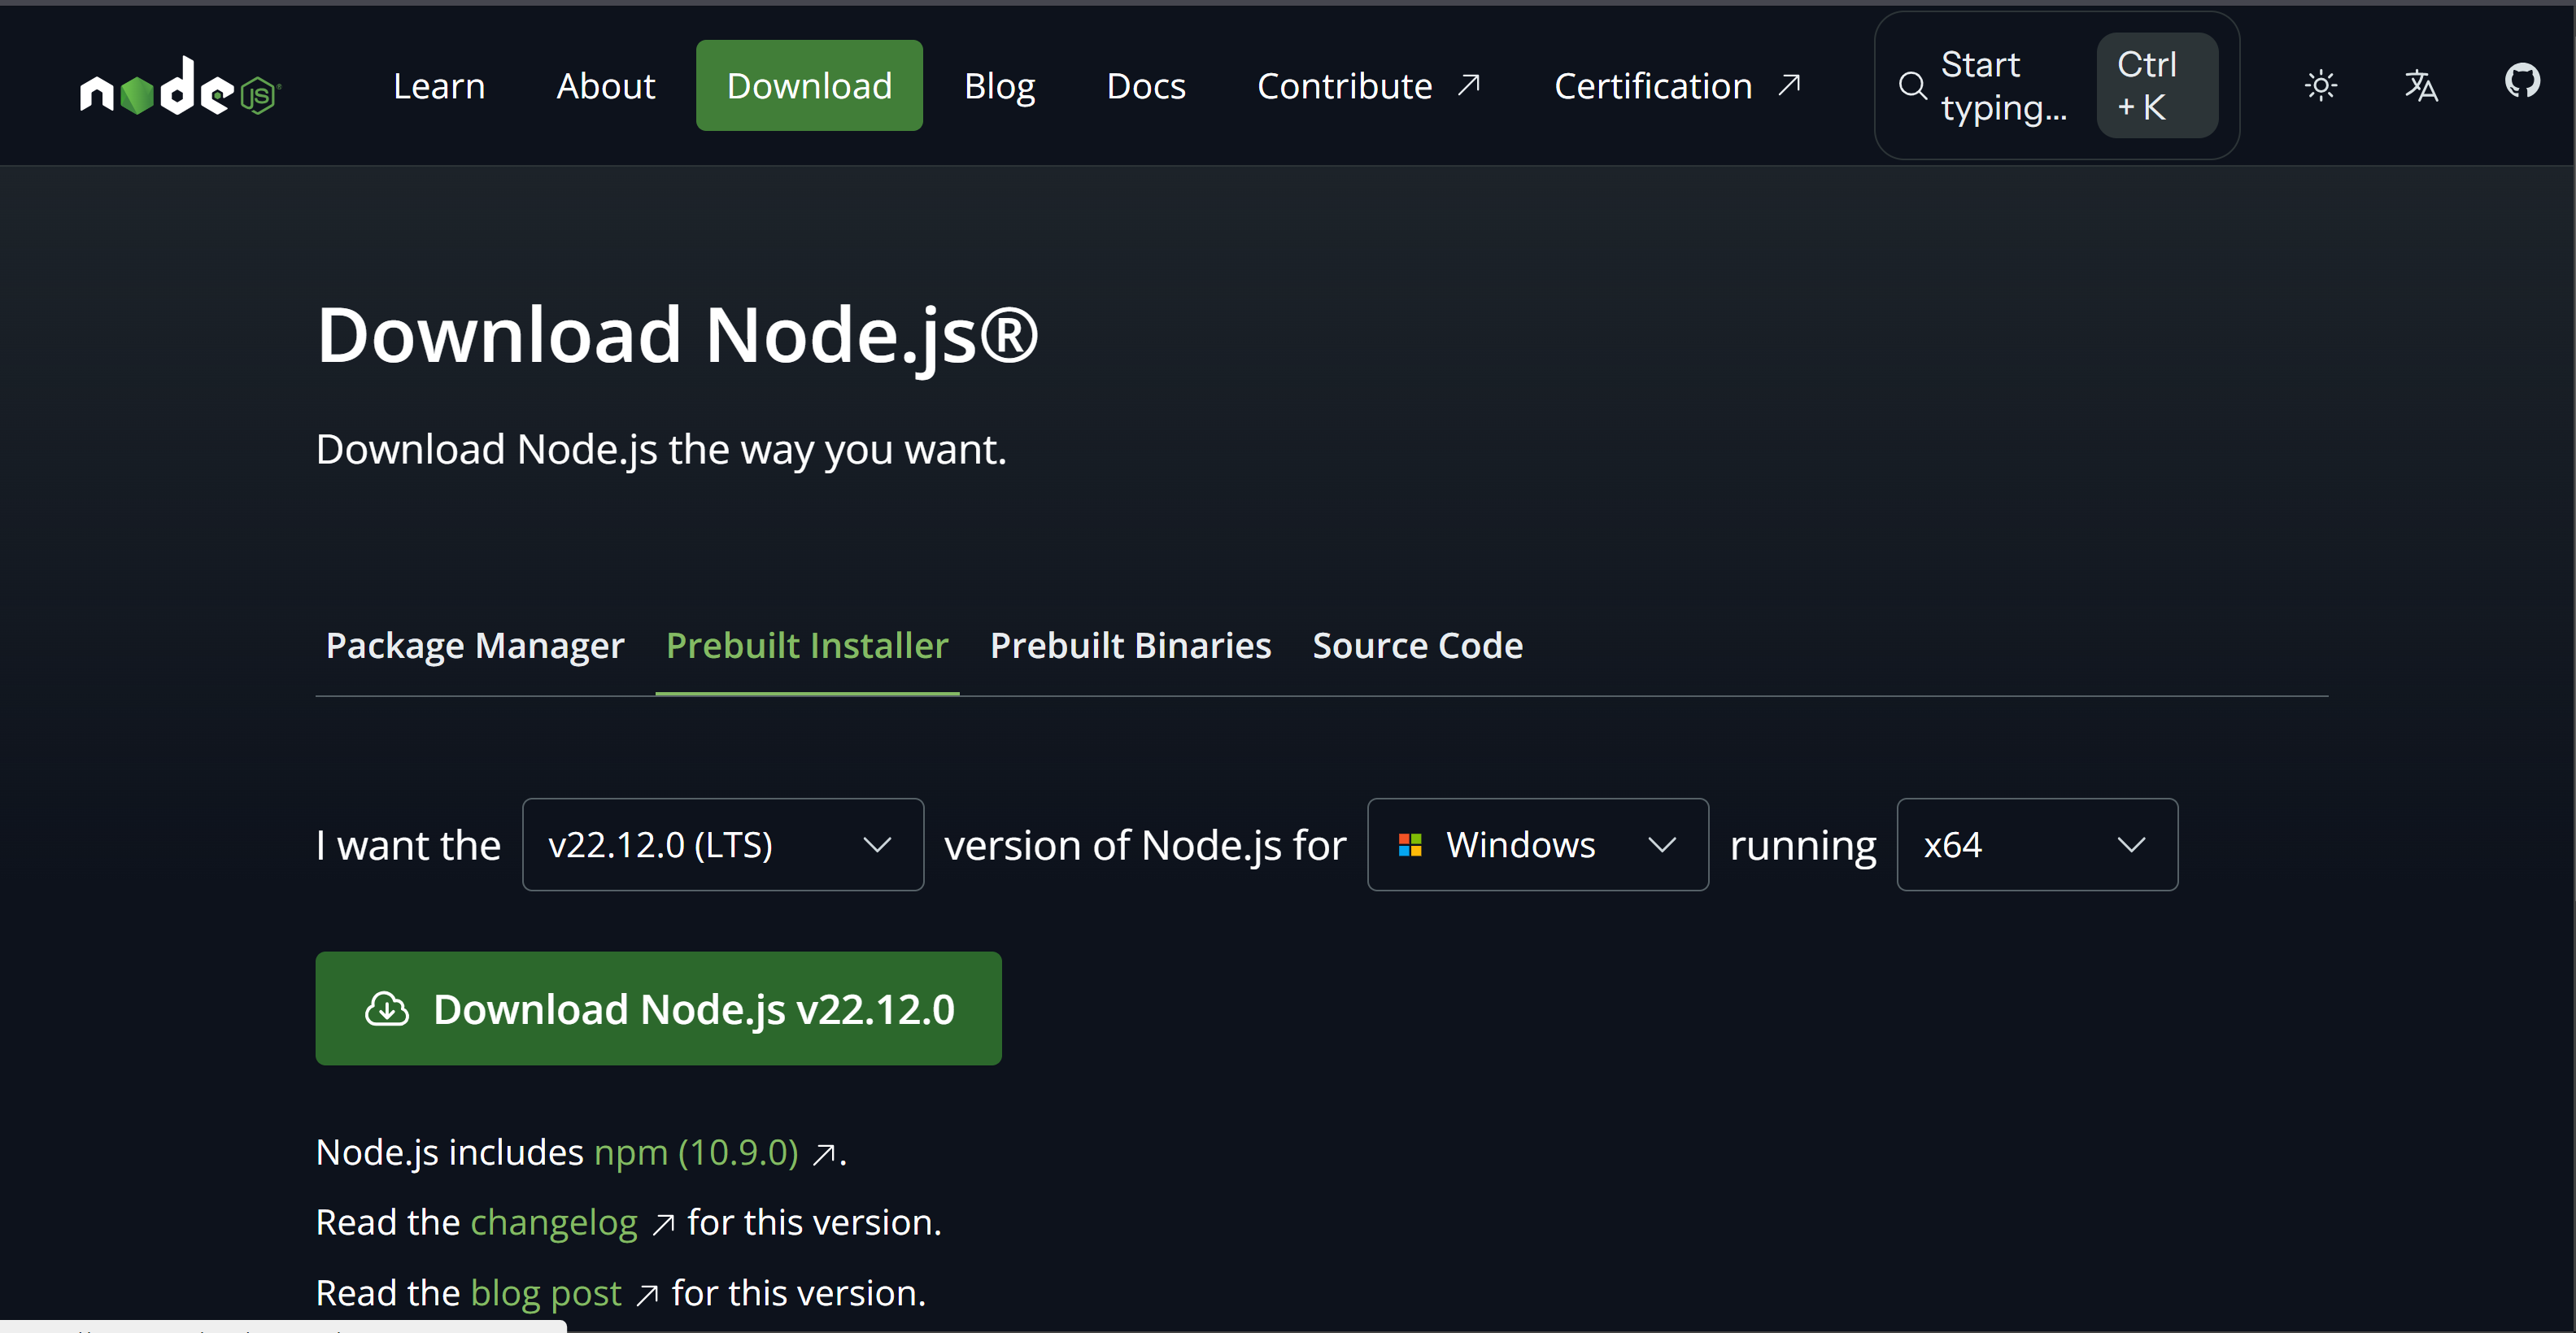 node JS
Learn About Download Blog Docs Contribute Certification Start typing... Ctrl + K
Download Node.js®
Download Node.js the way you want.
Package Manager Prebuilt Installer Prebuilt Binaries Source Code
I want the v22.12.0 (LTS) version of Node.js for Windows running x64
Download Node.js v22.12.0
Node.js includes npm (10.9.0) .
Read the changelog for this version.
Read the blog post for this version.